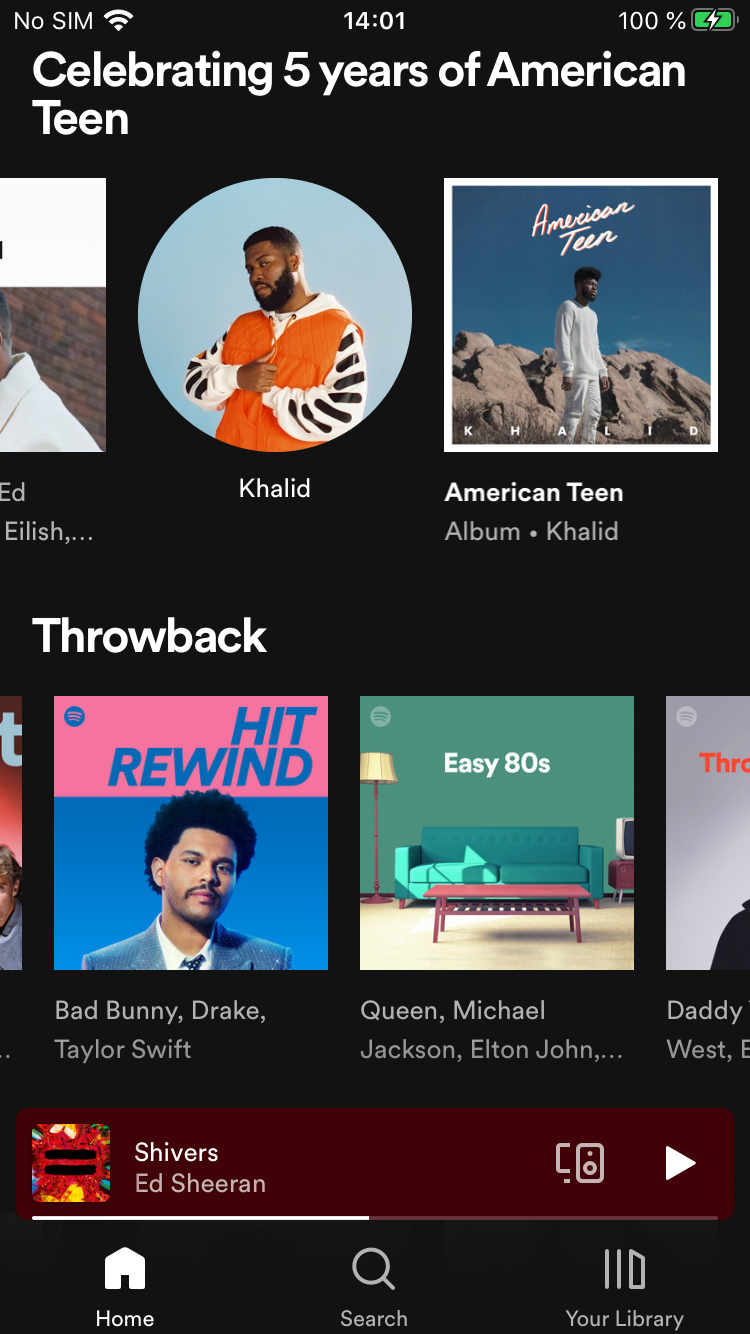 No SIM 14:01 100 %
Celebrating 5 years of American
Teen
American
Teen
K H A L I D
Ed
Khalid
American Teen
Eilish,...
Album • Khalid
Throwback
HIT
REWIND
Easy 80s
Bad Bunny, Drake,
Taylor Swift
Queen, Michael
Jackson, Elton John,...
Daddy
West,
Shivers
Ed Sheeran
Home
Search
Your Library